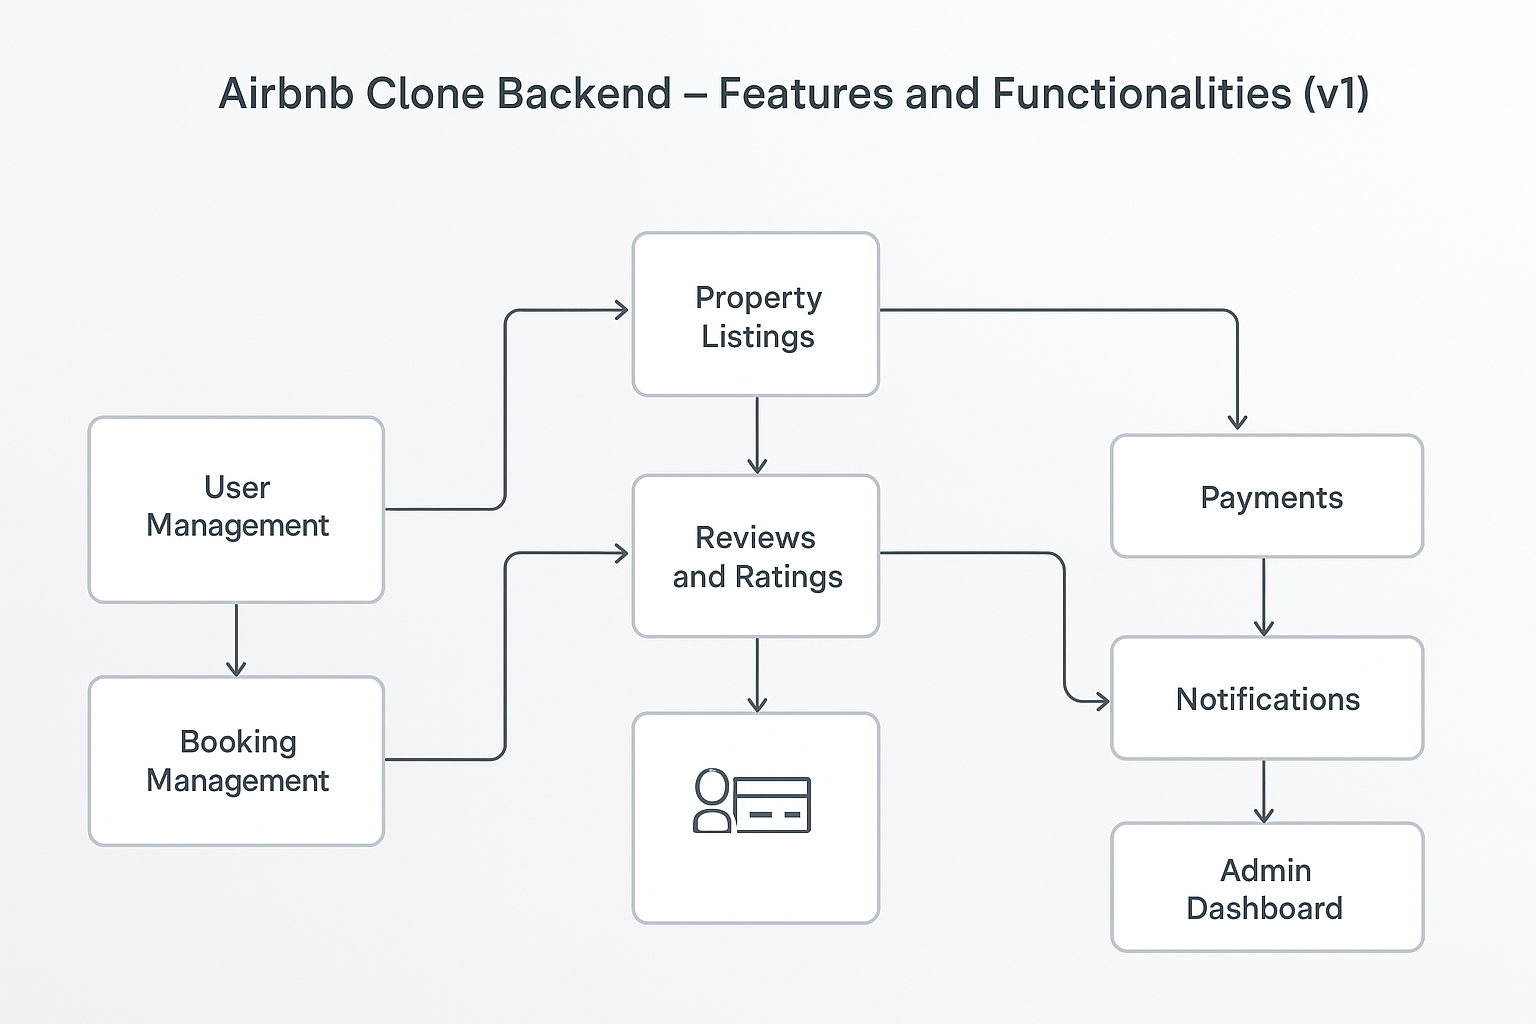 Airbnb Clone Backend – Features and Functionalities (v1)
Property
Listings
User
Management
Reviews
and Ratings
Payments
Booking
Management
Notifications
Admin
Dashboard